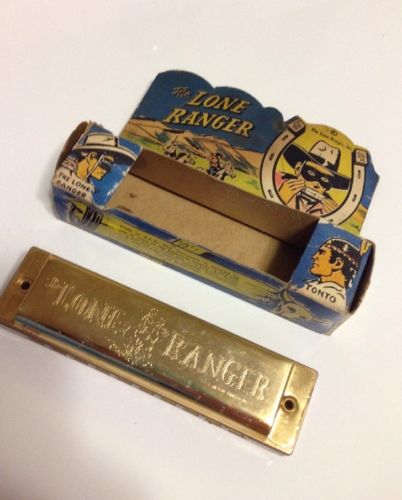 The
LONE
RANGER
© The Lone Ranger, Inc.
THE LONE
RANGER
TONTO
The LONE
RANGER